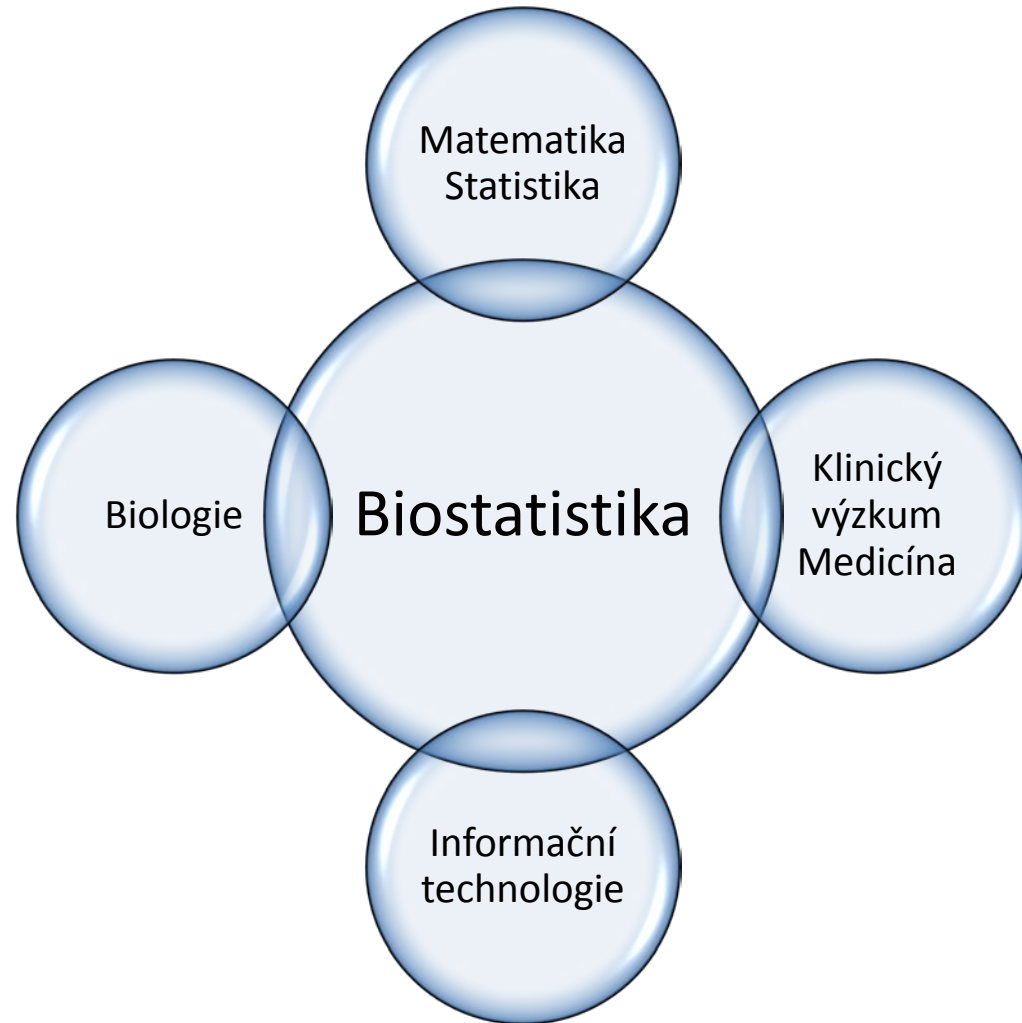 Matematika
Statistika
Biologie
Biostatistika
Klinický
výzkum
Medicína
Informační
technologie